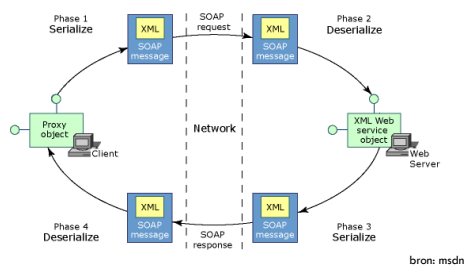 Phase 1
Serialize
XML
SOAP
message
SOAP
request
XML
SOAP
message
Phase 2
Deserialize
Proxy
object
Client
Network
XML Web
service
object
Web
Server
Phase 4
Deserialize
XML
SOAP
message
SOAP
response
XML
SOAP
message
Phase 3
Serialize
bron: msdn